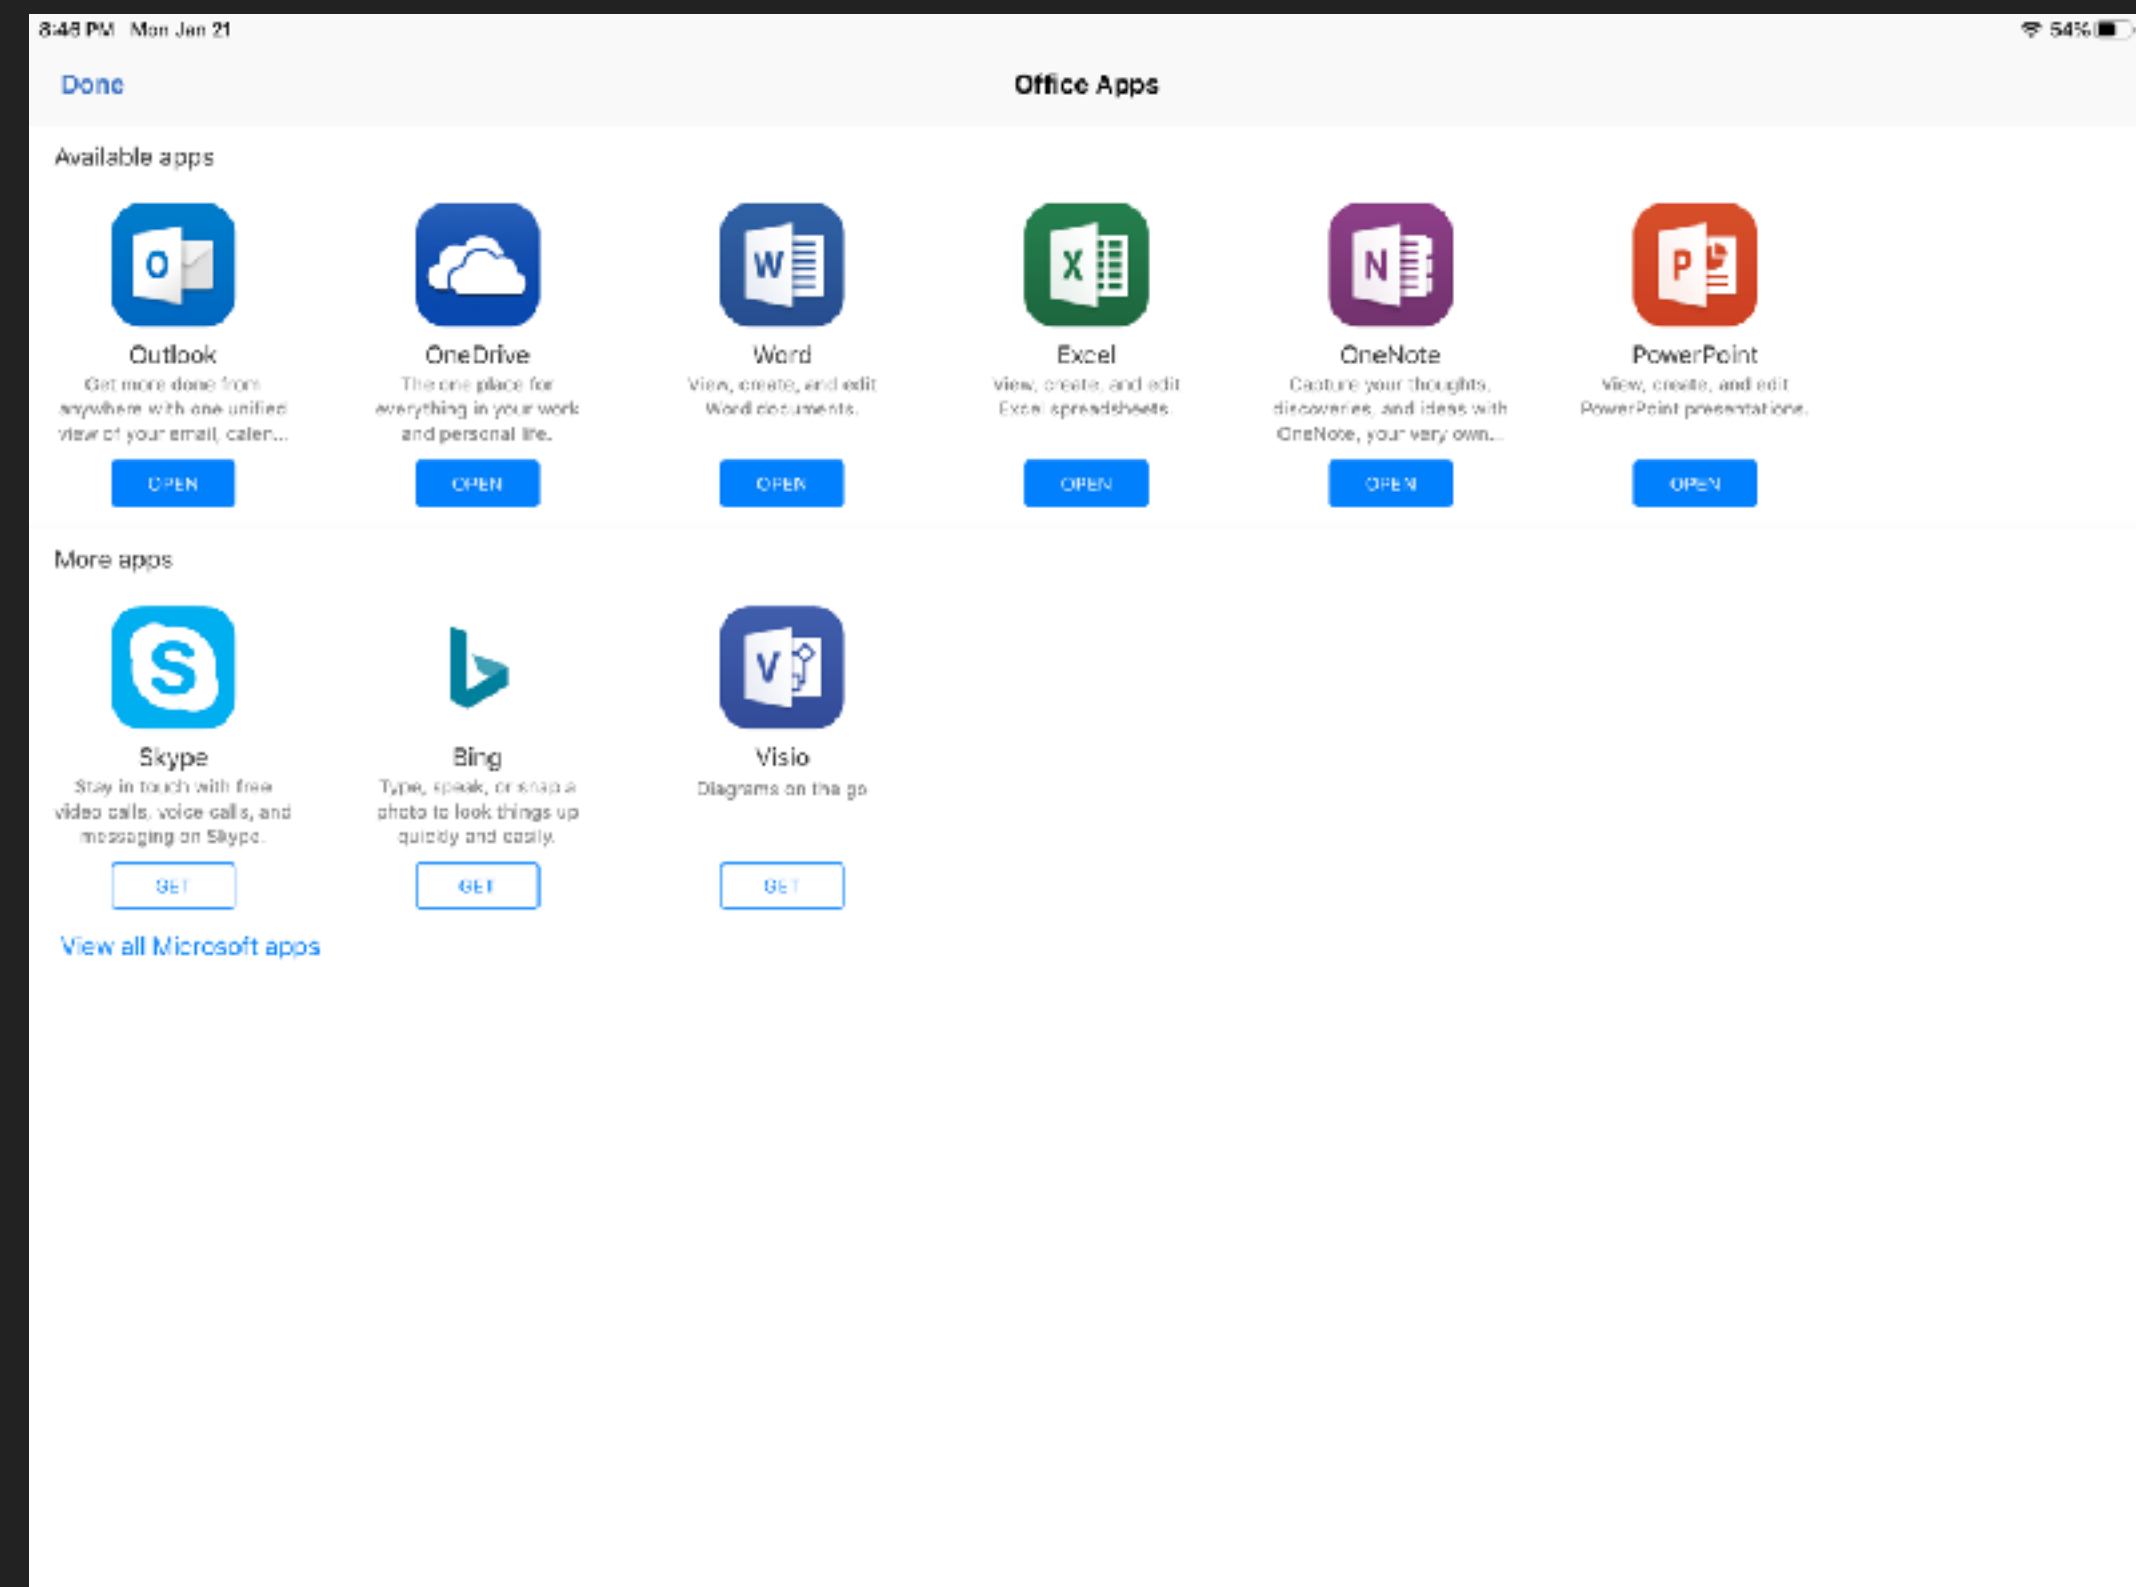 8:46 PM Mon Jan 21
54%
Done
Office Apps
Available apps
O
W
X
N
P
Outlook
OneDrive
Word
Excel
OneNote
PowerPoint
Get more done from
anywhere with one unified
view of your email, calen...
The one place for
everything in your work
and personal life.
View, create, and edit
Word documents.
View, create, and edit
Excel spreadsheets.
Capture your thoughts,
discoveries, and ideas with
OneNote, your very own...
View, create, and edit
PowerPoint presentations.
OPEN
OPEN
OPEN
OPEN
OPEN
OPEN
More apps
S
V
Skype
Bing
Visio
Stay in touch with free
video calls, voice calls, and
messaging on Skype.
Type, speak, or snap a
photo to look things up
quickly and easily.
Diagrams on the go
GET
GET
GET
View all Microsoft apps